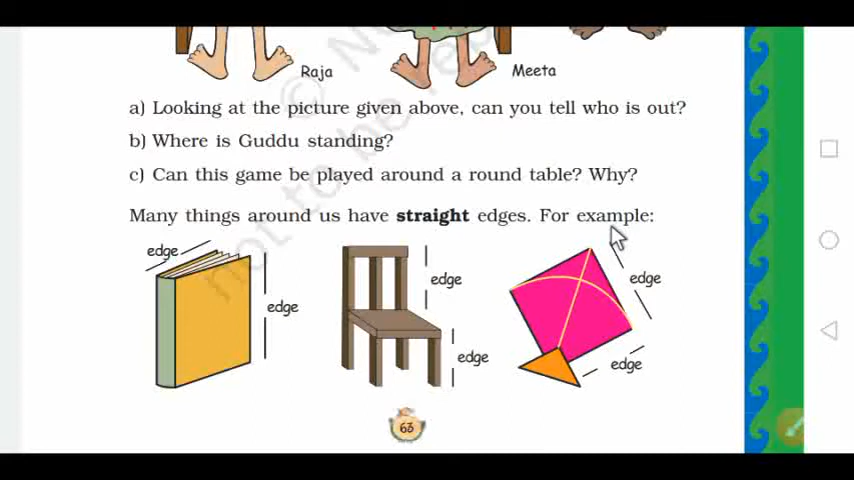 Raja
Meeta
a) Looking at the picture given above, can you tell who is out?
b) Where is Guddu standing?
c) Can this game be played around a round table? Why?
Many things around us have straight edges. For example:
edge
edge
edge
edge
edge
edge
63